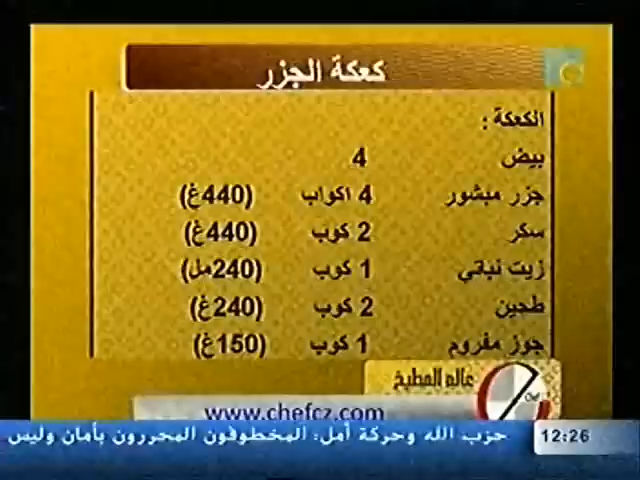 كعكة الجزر
الكعكة :
بيض 4
جزر مبشور 4 اكواب (440غ)
سكر 2 كوب (440غ)
زيت نباتي 1 كوب (240مل)
طحين 2 كوب (240غ)
جوز مفروم 1 كوب (150غ)
عالم المطبخ
www.chefcz.com
12:26 حزب الله وحركة أمل: المخطوفون المحررون بأمان وليس